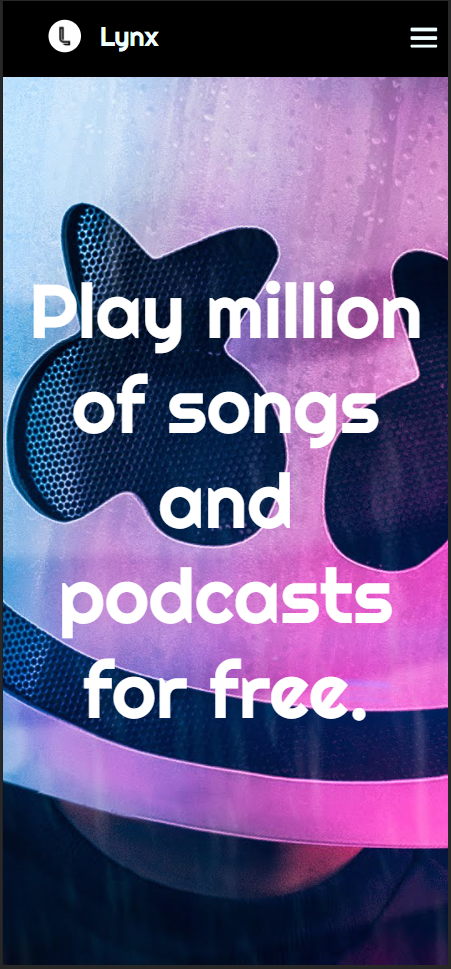 Lynx
Play million
of songs
and
podcasts
for free.